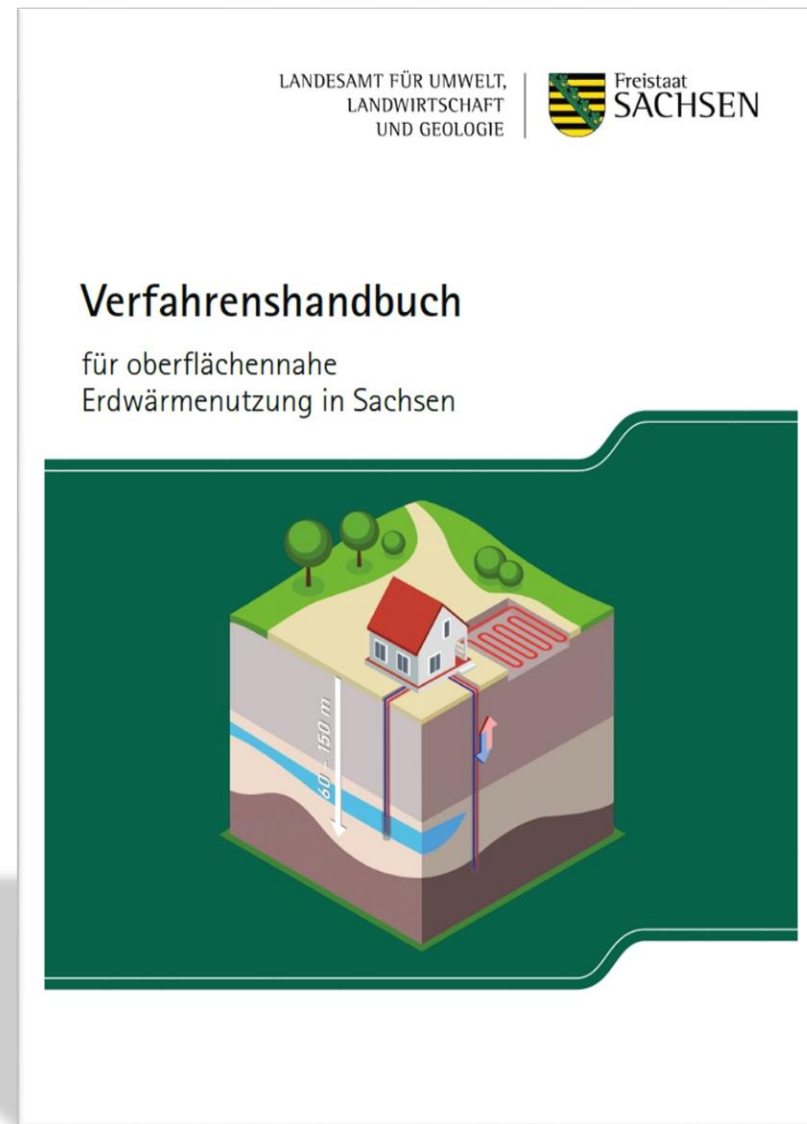 LANDESAMT FÜR UMWELT,
LANDWIRTSCHAFT
UND GEOLOGIE
Freistaat
SACHSEN
Verfahrenshandbuch
für oberflächennahe
Erdwärmenutzung in Sachsen
60 - 150 m